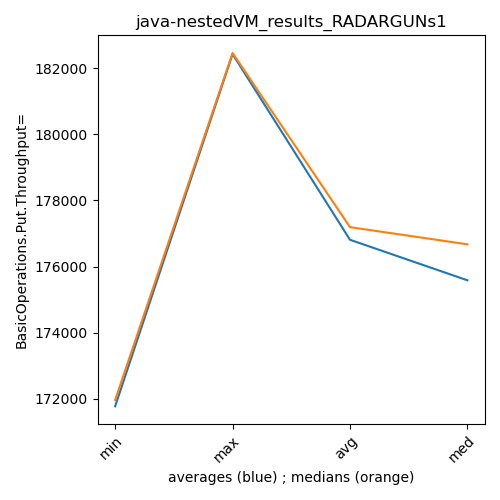 java-nestedVM_results_RADARGUNs1
BasicOperations.Put.Throughput=
182000
180000
178000
176000
174000
172000
min
max
avg
med
averages (blue) ; medians (orange)